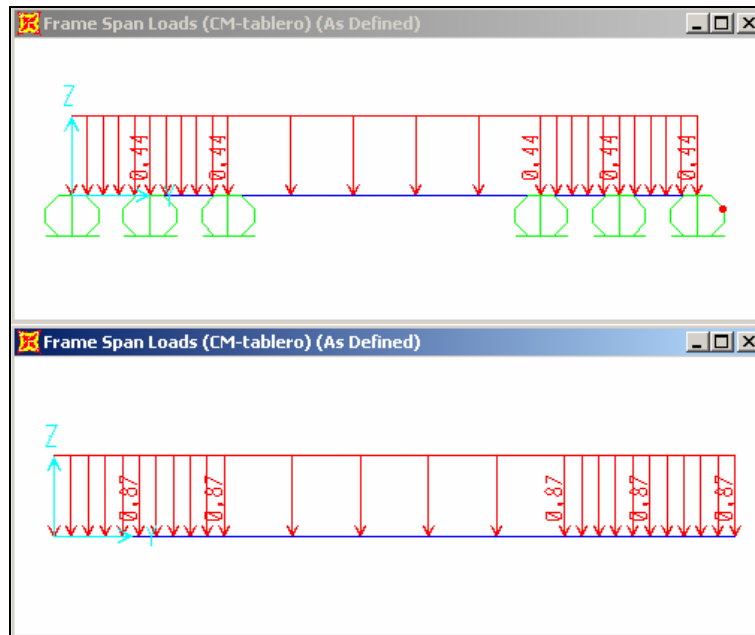 Frame Span Loads (CM-tablero) (As Defined)
Z
0,44 0,44 0,44 0,44 0,44
Y
Frame Span Loads (CM-tablero) (As Defined)
Z
0,87 0,87 0,87 0,87 0,87
Y